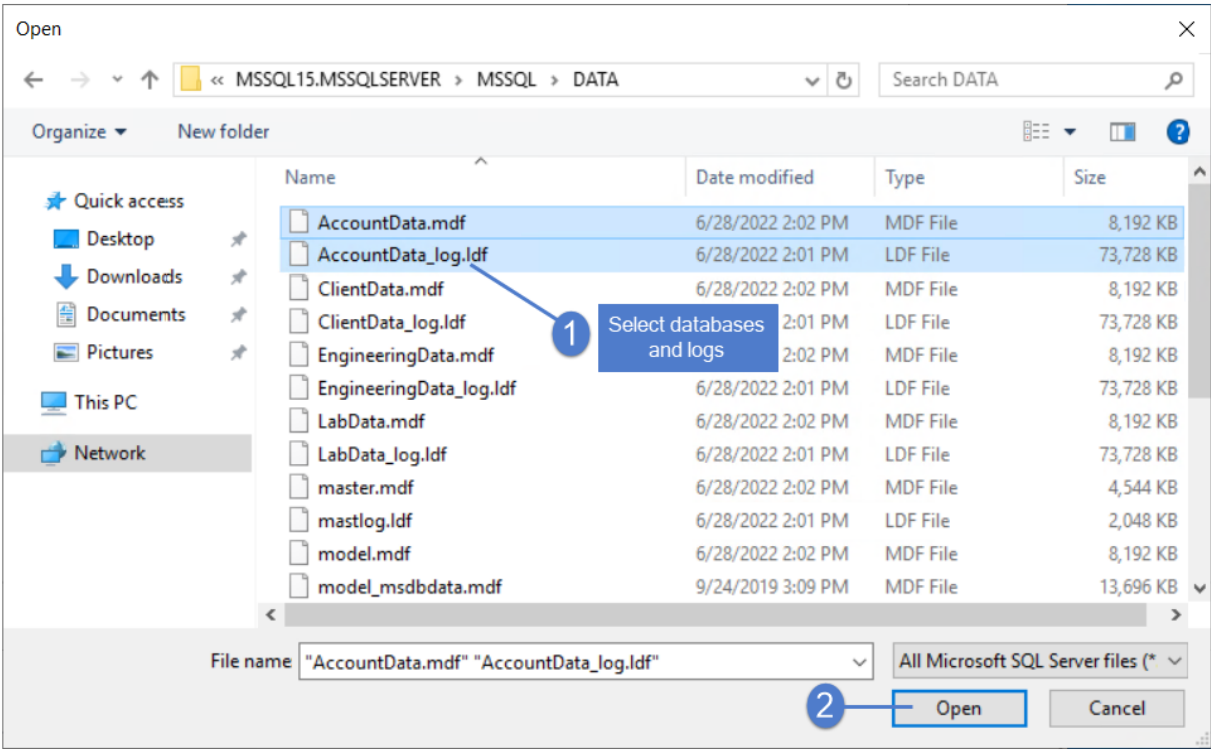 Open
« MSSQL15.MSSQLSERVER > MSSQL > DATA
Search DATA
Organize
New folder
?
Name Date modified Type Size
Quick access
Desktop
Downloads
Documents
Pictures
This PC
Network
AccountData.mdf 6/28/2022 2:02 PM MDF File 8,192 KB
AccountData_log.ldf 6/28/2022 2:01 PM LDF File 73,728 KB
ClientData.mdf 6/28/2022 2:02 PM MDF File 8,192 KB
ClientData_log.ldf 2:01 PM LDF File 73,728 KB
EngineeringData.mdf 2:02 PM MDF File 8,192 KB
EngineeringData_log.ldf 6/28/2022 2:01 PM LDF File 73,728 KB
LabData.mdf 6/28/2022 2:02 PM MDF File 8,192 KB
LabData_log.ldf 6/28/2022 2:01 PM LDF File 73,728 KB
master.mdf 6/28/2022 2:02 PM MDF File 4,544 KB
mastlog.ldf 6/28/2022 2:01 PM LDF File 2,048 KB
model.mdf 6/28/2022 2:02 PM MDF File 8,192 KB
model_msdbdata.mdf 9/24/2019 3:09 PM MDF File 13,696 KB
1
Select databases
and logs
File name "AccountData.mdf" "AccountData_log.ldf"
All Microsoft SQL Server files (*
2
Open
Cancel